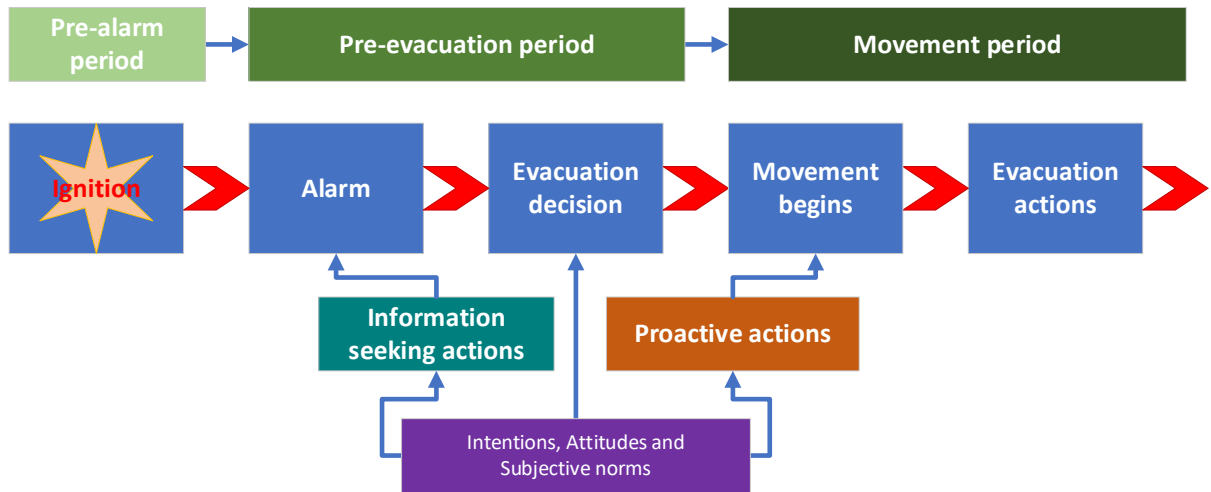 Pre-alarm
period
Pre-evacuation period
Movement period
Ignition
Alarm
Evacuation
decision
Movement
begins
Evacuation
actions
Information
seeking actions
Proactive actions
Intentions, Attitudes and
Subjective norms